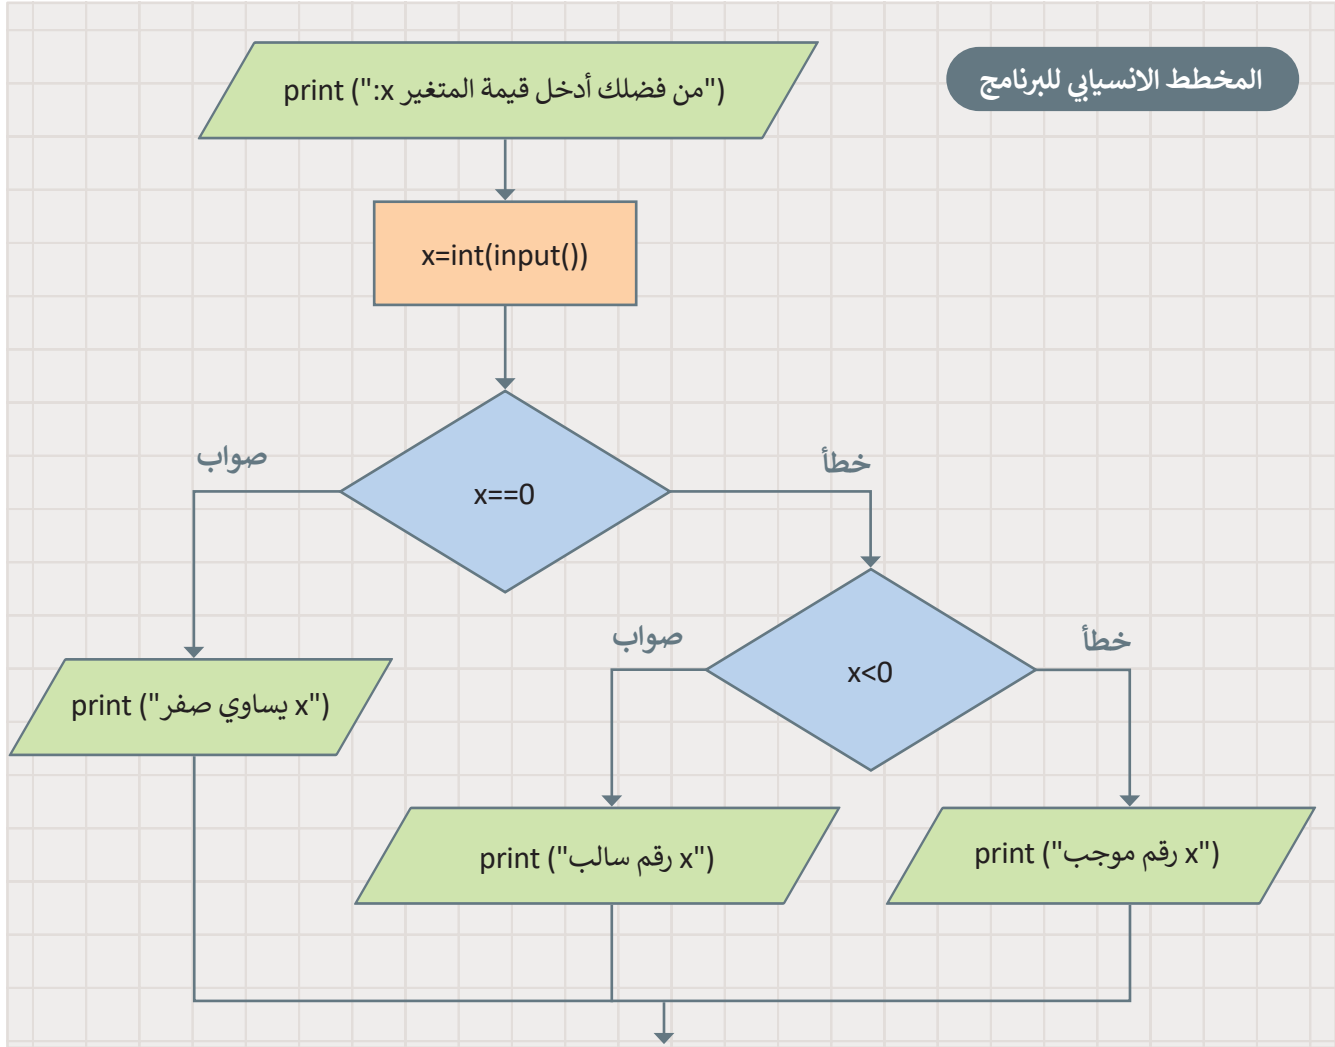 المخطط الانسيابي للبرنامج
print ("من فضلك أدخل قيمة المتغير x:")
x=int(input())
x==0
صواب
خطأ
x<0
صواب
خطأ
print ("x يساوي صفر")
print ("x رقم سالب")
print ("x رقم موجب")